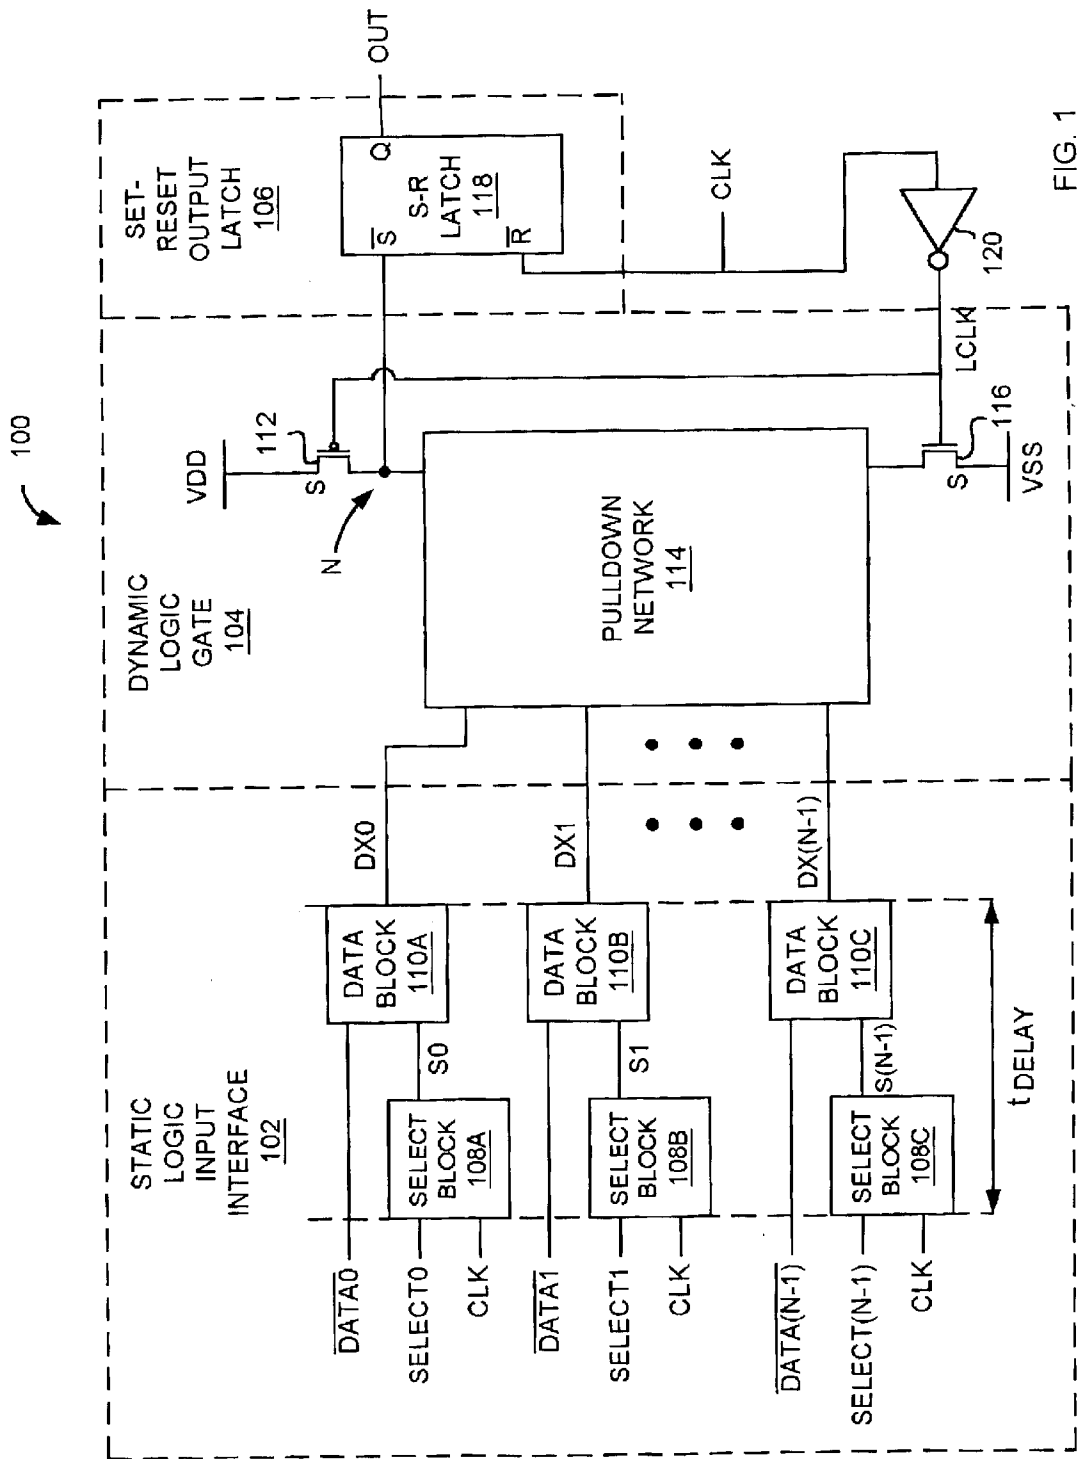 100
STATIC
LOGIC
INPUT
INTERFACE
102
DYNAMIC
LOGIC
GATE
104
SET-
RESET
OUTPUT
LATCH
106
DATA0
SELECT0
CLK
SELECT
BLOCK
108A
S0
DATA
BLOCK
110A
DX0
DATA1
SELECT1
CLK
SELECT
BLOCK
108B
S1
DATA
BLOCK
110B
DX1
DATA(N-1)
SELECT(N-1)
CLK
SELECT
BLOCK
108C
S(N-1)
DATA
BLOCK
110C
DX(N-1)
t DELAY
PULLDOWN
NETWORK
114
N
VDD
S
112
S
116
VSS
LCLK
S
Q
S-R
LATCH
118
R
OUT
CLK
120
FIG. 1